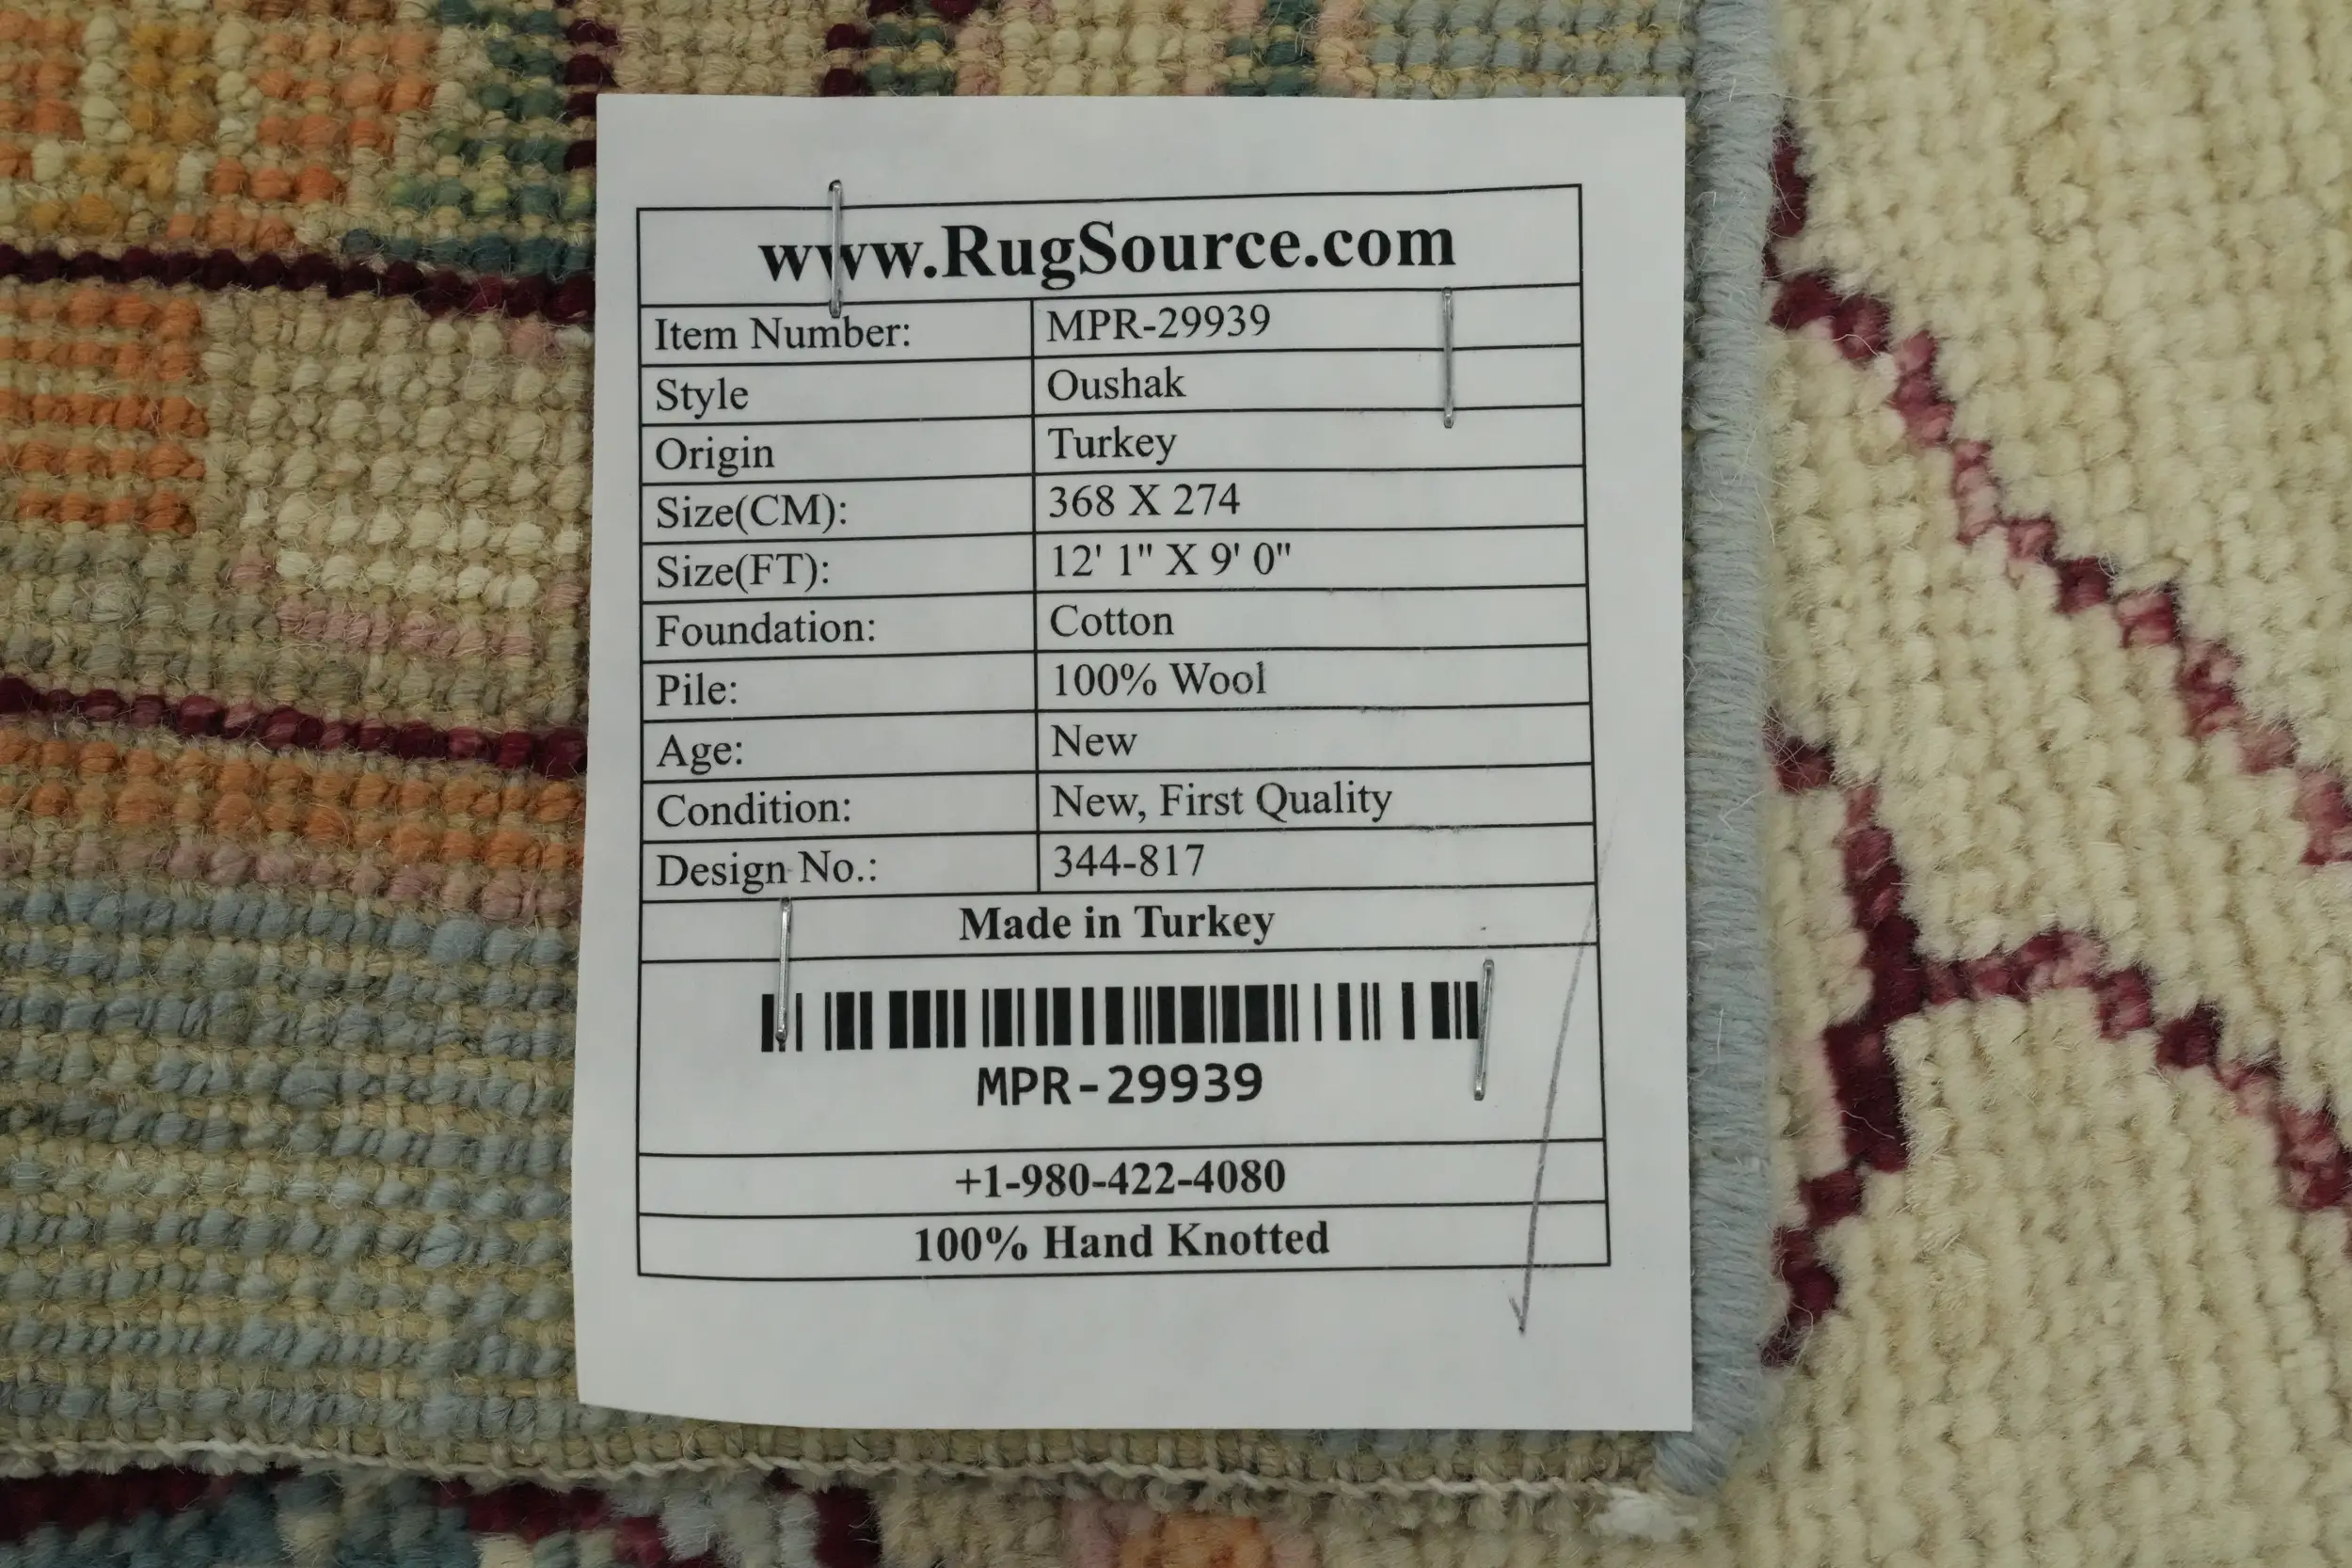 www.RugSource.com
Item Number: MPR-29939
Style Oushak
Origin Turkey
Size(CM): 368 X 274
Size(FT): 12' 1" X 9' 0"
Foundation: Cotton
Pile: 100% Wool
Age: New
Condition: New, First Quality
Design No.: 344-817
Made in Turkey
MPR-29939
+1-980-422-4080
100% Hand Knotted